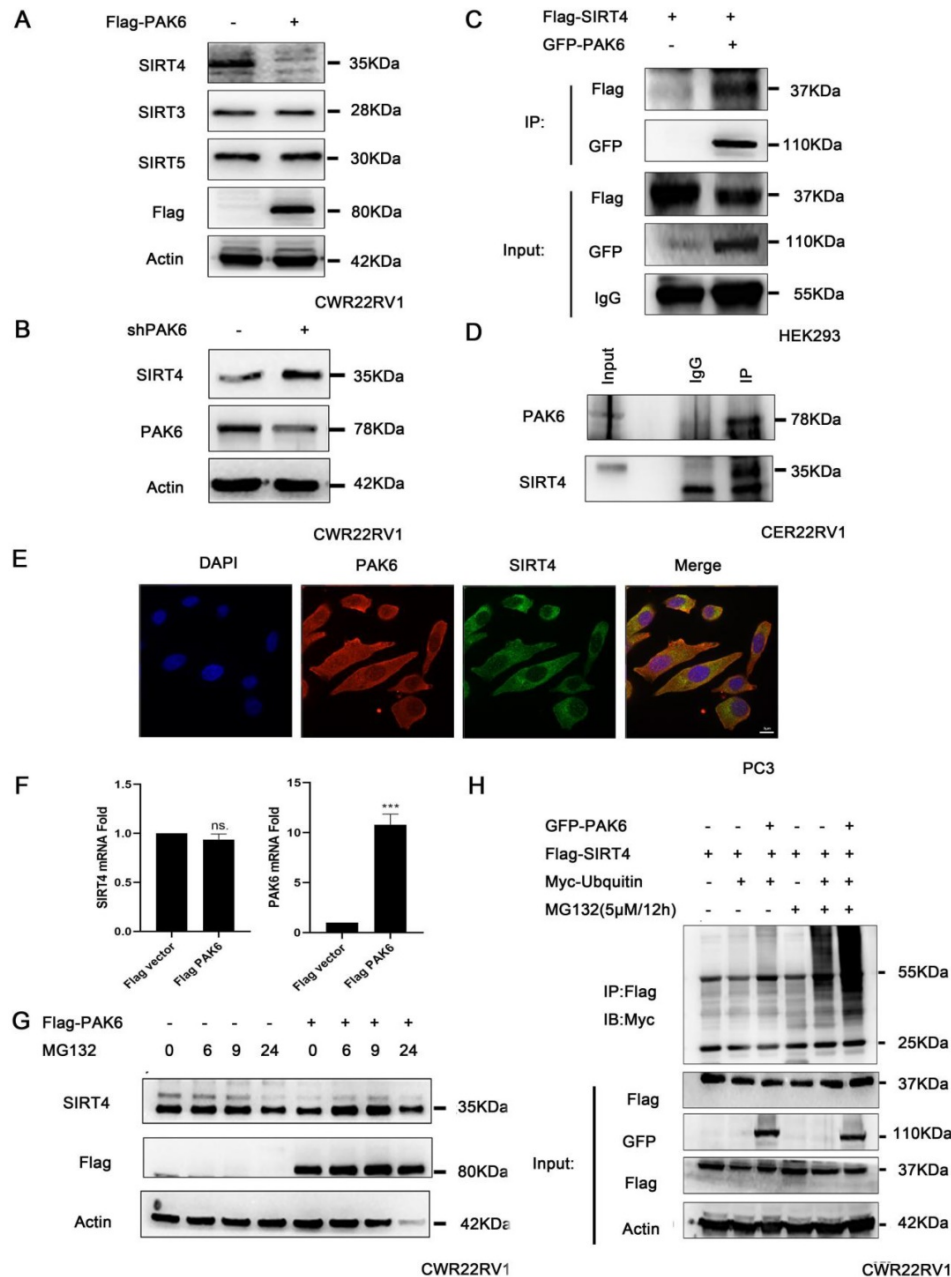 A
Flag-PAK6 - +
SIRT4 35KDa
SIRT3 28KDa
SIRT5 30KDa
Flag 80KDa
Actin 42KDa
CWR22RV1
B
shPAK6 - +
SIRT4 35KDa
PAK6 78KDa
Actin 42KDa
CWR22RV1
C
Flag-SIRT4 + +
GFP-PAK6 - +
IP:
Flag 37KDa
GFP 110KDa
Input:
Flag 37KDa
GFP 110KDa
IgG 55KDa
HEK293
D
Input IgG IP
PAK6 78KDa
SIRT4 35KDa
CER22RV1
E
DAPI PAK6 SIRT4 Merge
PC3
F
SIRT4 mRNA Fold
1.5
1.0
0.5
0.0
ns.
Flag vector
Flag PAK6
PAK6 mRNA Fold
15
10
5
0
***
Flag vector
Flag PAK6
G
Flag-PAK6 - - - - + + + +
MG132 0 6 9 24 0 6 9 24
SIRT4 35KDa
Flag 80KDa
Actin 42KDa
CWR22RV1
H
GFP-PAK6 - - + - - +
Flag-SIRT4 + + + + + +
Myc-Ubquitin - + + - + +
MG132(5μM/12h) - - - + + +
IP:Flag
IB:Myc
55KDa
25KDa
Input:
Flag 37KDa
GFP 110KDa
Flag 37KDa
Actin 42KDa
CWR22RV1